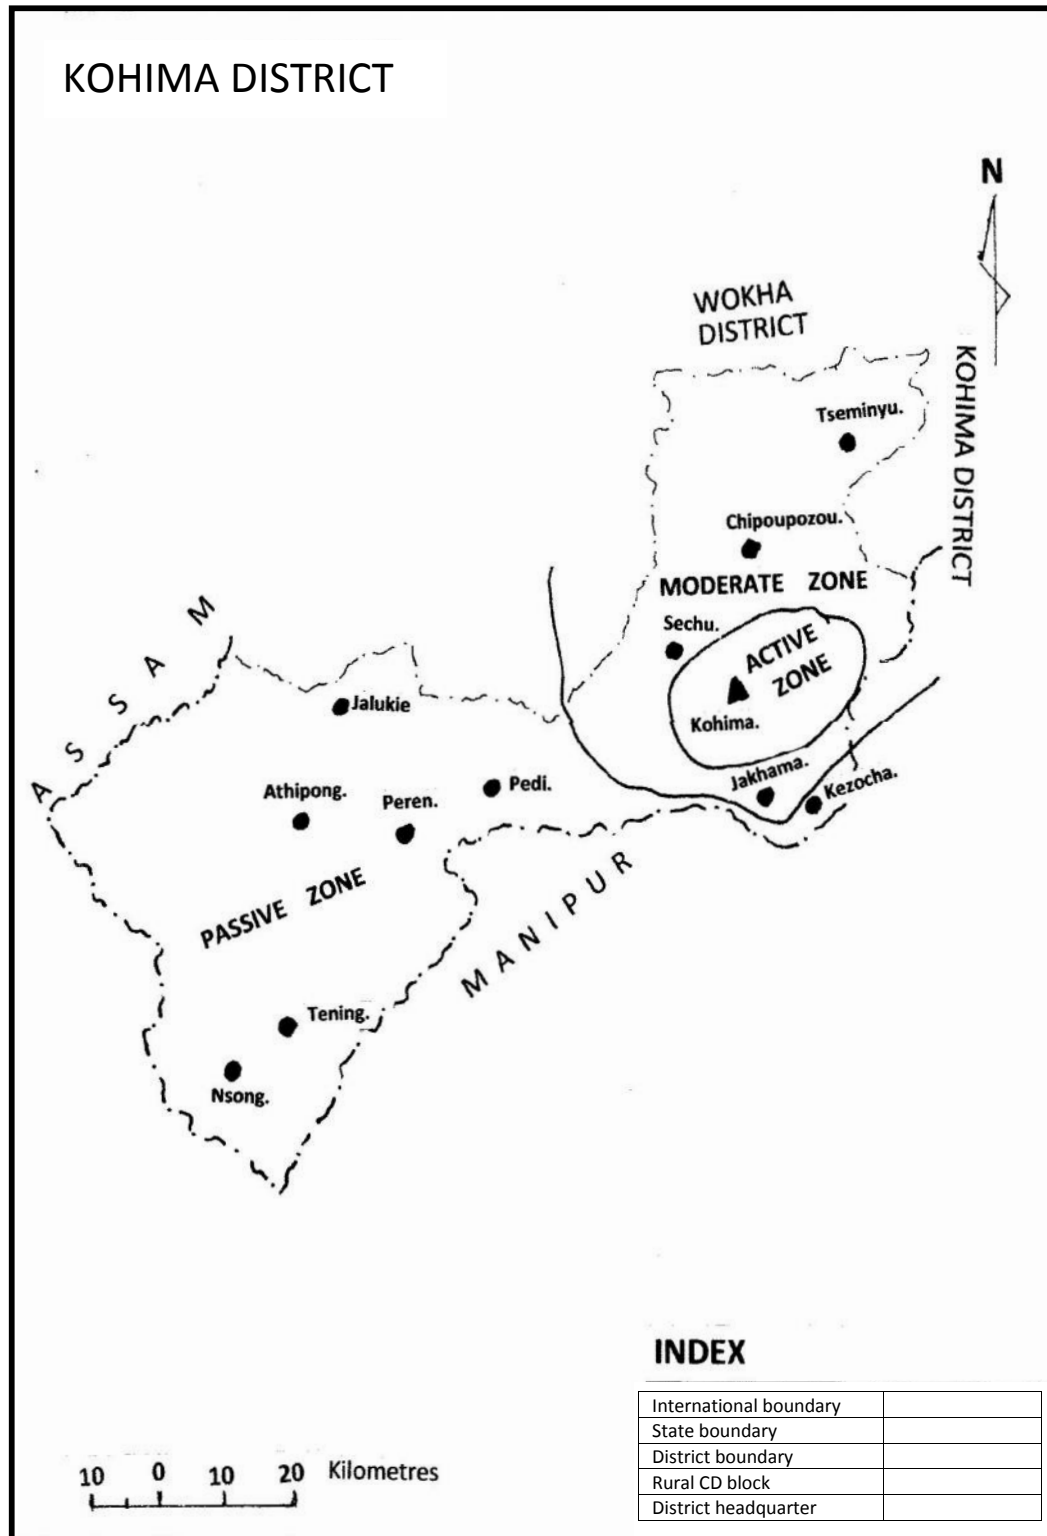 KOHIMA DISTRICT
N
WOKHA
DISTRICT
KOHIMA DISTRICT
Tseminyu.
Chipoupozou.
MODERATE ZONE
Sechu.
ACTIVE
ZONE
Kohima.
ASSAM
Jalukie
Jakhama.
Kezocha.
Athipong.
Peren.
Pedi.
PASSIVE ZONE
MANIPUR
Tening.
Nsong.
INDEX
International boundary
State boundary
District boundary
Rural CD block
District headquarter
10 0 10 20 Kilometres